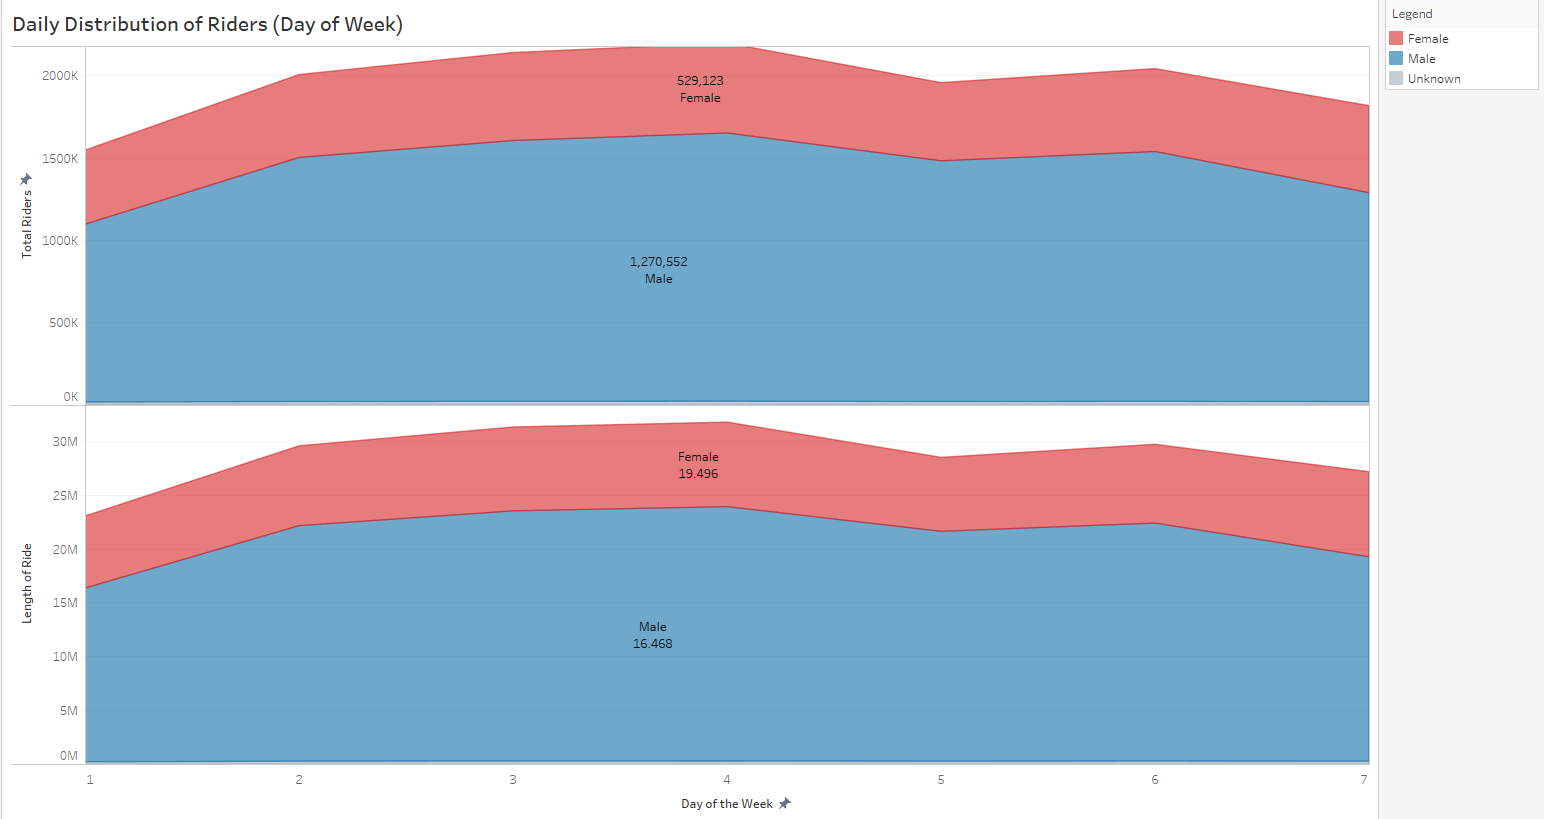 Daily Distribution of Riders (Day of Week)
Legend
Female
Male
Unknown
Total Riders
2000K
1500K
1000K
500K
0K
529,123
Female
1,270,552
Male
Length of Ride
30M
25M
20M
15M
10M
5M
0M
Female
19.496
Male
16.468
1 2 3 4 5 6 7
Day of the Week